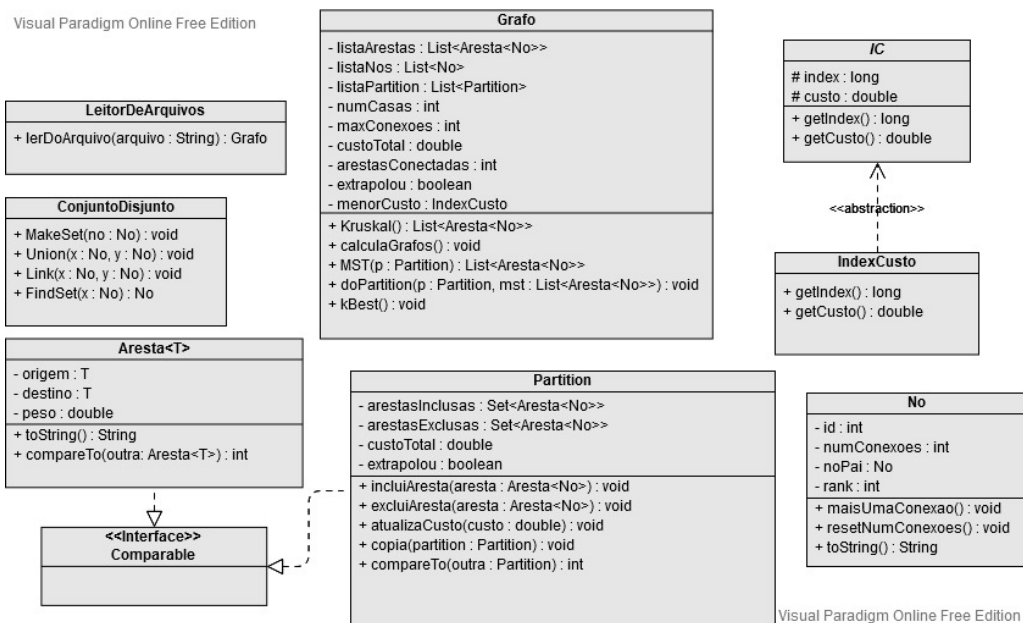 Visual Paradigm Online Free Edition
LeitorDeArquivos
+ lerDoArquivo(arquivo : String) : Grafo
ConjuntoDisjunto
+ MakeSet(no : No) : void
+ Union(x : No, y : No) : void
+ Link(x : No, y : No) : void
+ FindSet(x : No) : No
Grafo
- listaArestas : List<Aresta<No>>
- listaNos : List<No>
- listaPartition : List<Partition>
- numCasas : int
- maxConexoes : int
- custoTotal : double
- arestasConectadas : int
- extrapolou : boolean
- menorCusto : IndexCusto
+ Kruskal() : List<Aresta<No>>
+ calculaGrafos() : void
+ MST(p : Partition) : List<Aresta<No>>
+ doPartition(p : Partition, mst : List<Aresta<No>>) : void
+ kBest() : void
IC
# index : long
# custo : double
+ getIndex() : long
+ getCusto() : double
<<abstraction>>
IndexCusto
+ getIndex() : long
+ getCusto() : double
Aresta<T>
- origem : T
- destino : T
- peso : double
+ toString() : String
+ compareTo(outra: Aresta<T>) : int
<<Interface>>
Comparable
Partition
- arestasInclusas : Set<Aresta<No>>
- arestasExclusas : Set<Aresta<No>>
- custoTotal : double
- extrapolou : boolean
+ incluiAresta(aresta : Aresta<No>) : void
+ excluiAresta(aresta : Aresta<No>) : void
+ atualizaCusto(custo : double) : void
+ copia(partition : Partition) : void
+ compareTo(outra : Partition) : int
No
- id : int
- numConexoes : int
- noPai : No
- rank : int
+ maisUmaConexao() : void
+ resetNumConexoes() : void
+ toString() : String
Visual Paradigm Online Free Edition